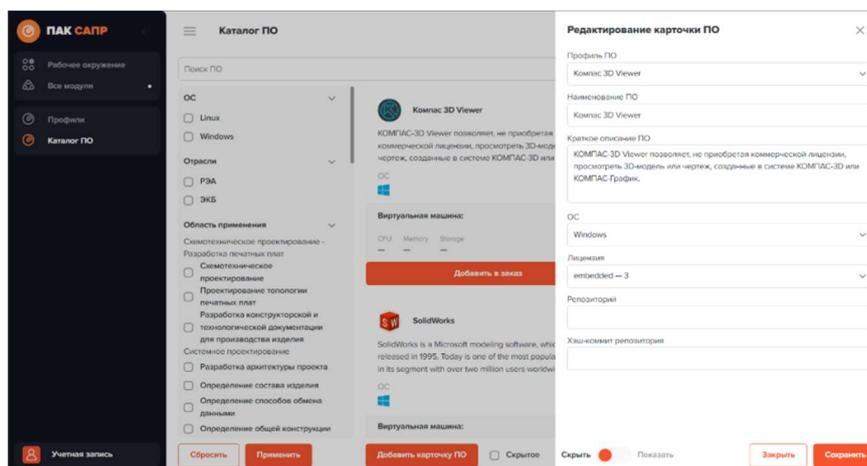 ПАК САПР
Рабочее окружение
Все модули
Профили
Каталог ПО
Учетная запись
Каталог ПО
Поиск ПО
ОС
Linux
Windows
Отрасли
РЭА
ЭКБ
Область применения
Схемотехническое проектирование -
Разработка печатных плат
Схемотехническое
проектирование
Проектирование топологии
печатных плат
Разработка конструкторской и
технологической документации
для производства изделия
Системное проектирование
Разработка архитектуры проекта
Определение состава изделия
Определение способов обмена
данными
Определение общей конструкции
Сбросить
Применить
Компас 3D Viewer
КОМПАС-3D Viewer позволяет, не приобретая
коммерческой лицензии, просмотреть 3D-моде
чертеж, созданные в системе КОМПАС-3D или
ОС
Виртуальная машина:
CPU Memory Storage
— — —
Добавить в заказ
SW
SolidWorks
SolidWorks is a Microsoft modeling software, whic
released in 1995. Today is one of the most popula
in its segment with over two million users worldwi
ОС
Виртуальная машина:
Добавить карточку ПО
Скрытое
Редактирование карточки ПО
Профиль ПО
Компас 3D Viewer
Наименование ПО
Компас 3D Viewer
Краткое описание ПО
КОМПАС-3D Viewer позволяет, не приобретая коммерческой лицензии,
просмотреть 3D-модель или чертеж, созданные в системе КОМПАС-3D или
КОМПАС-График.
ОС
Windows
Лицензия
embedded — 3
Репозиторий
Хэш-коммит репозитория
Скрыть
Показать
Закрыть
Сохранить